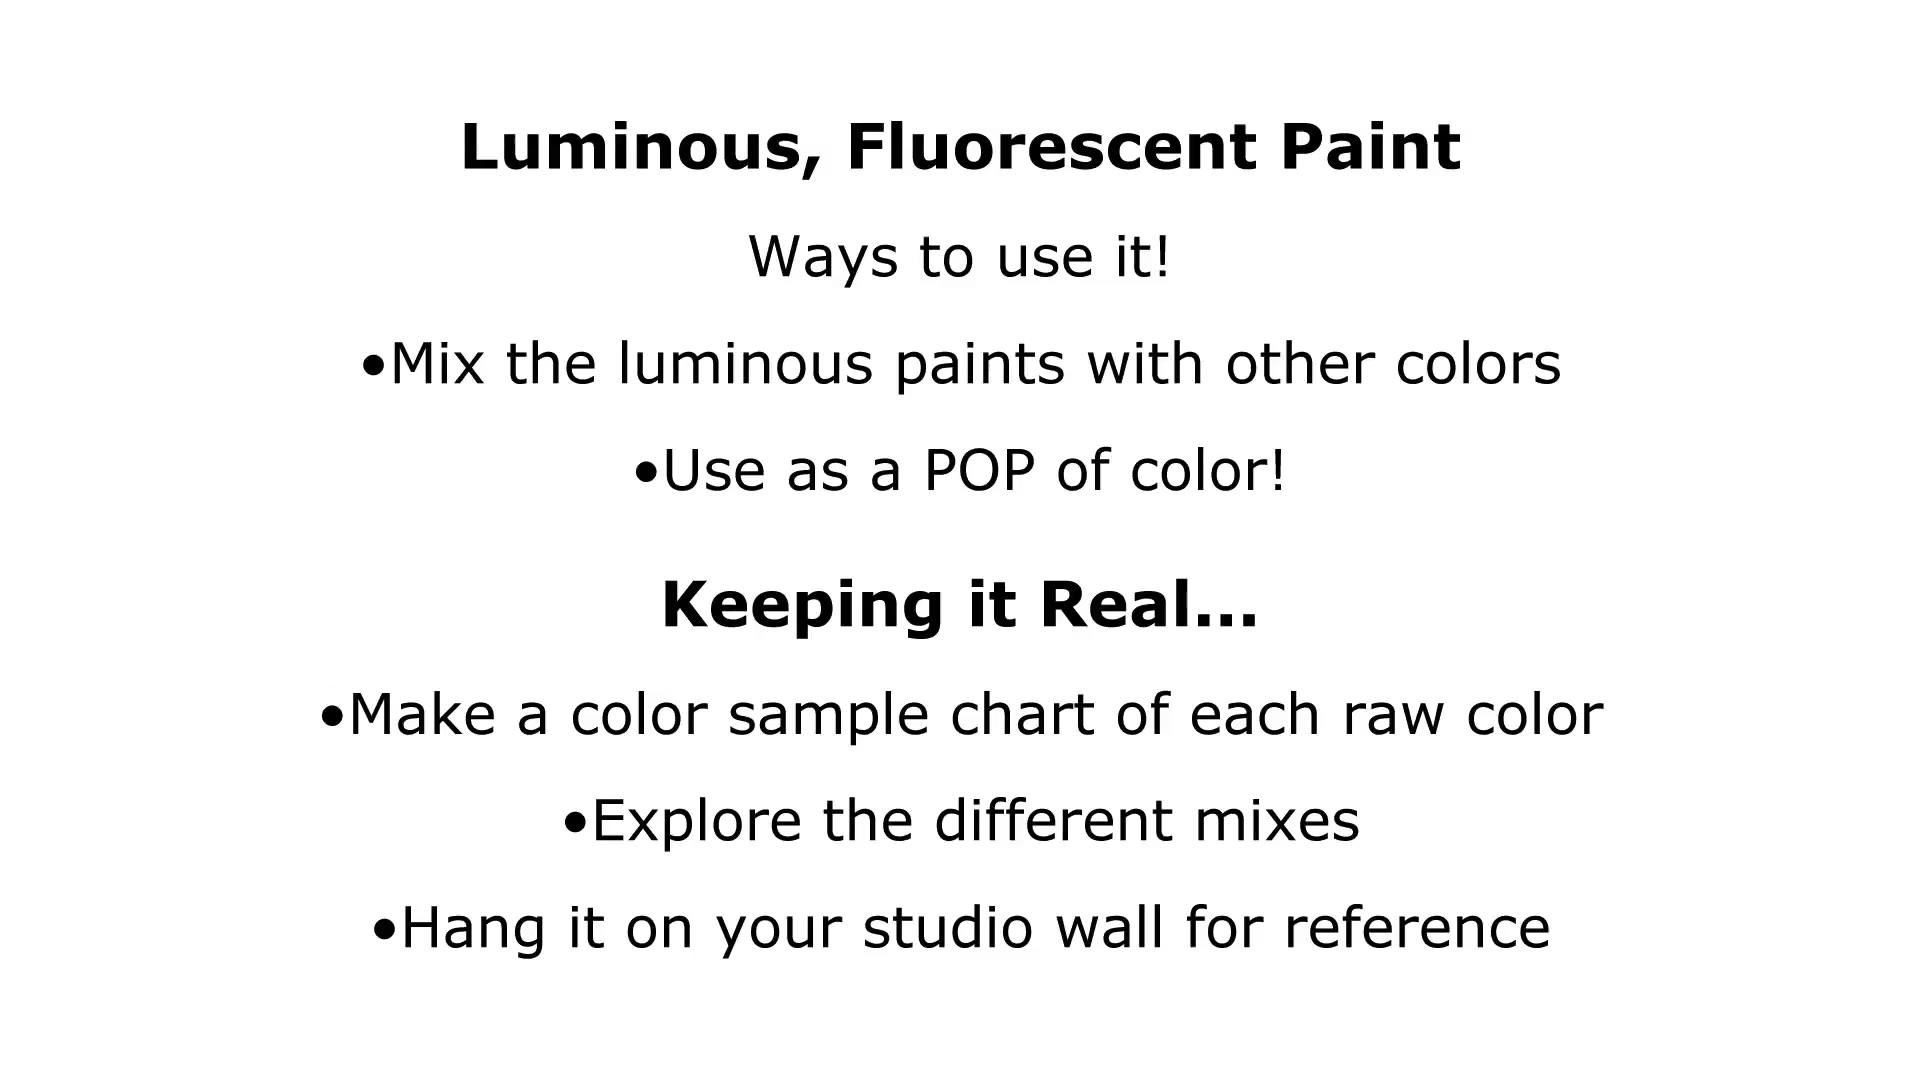 Luminous, Fluorescent Paint
Ways to use it!
•Mix the luminous paints with other colors
•Use as a POP of color!
Keeping it Real...
•Make a color sample chart of each raw color
•Explore the different mixes
•Hang it on your studio wall for reference